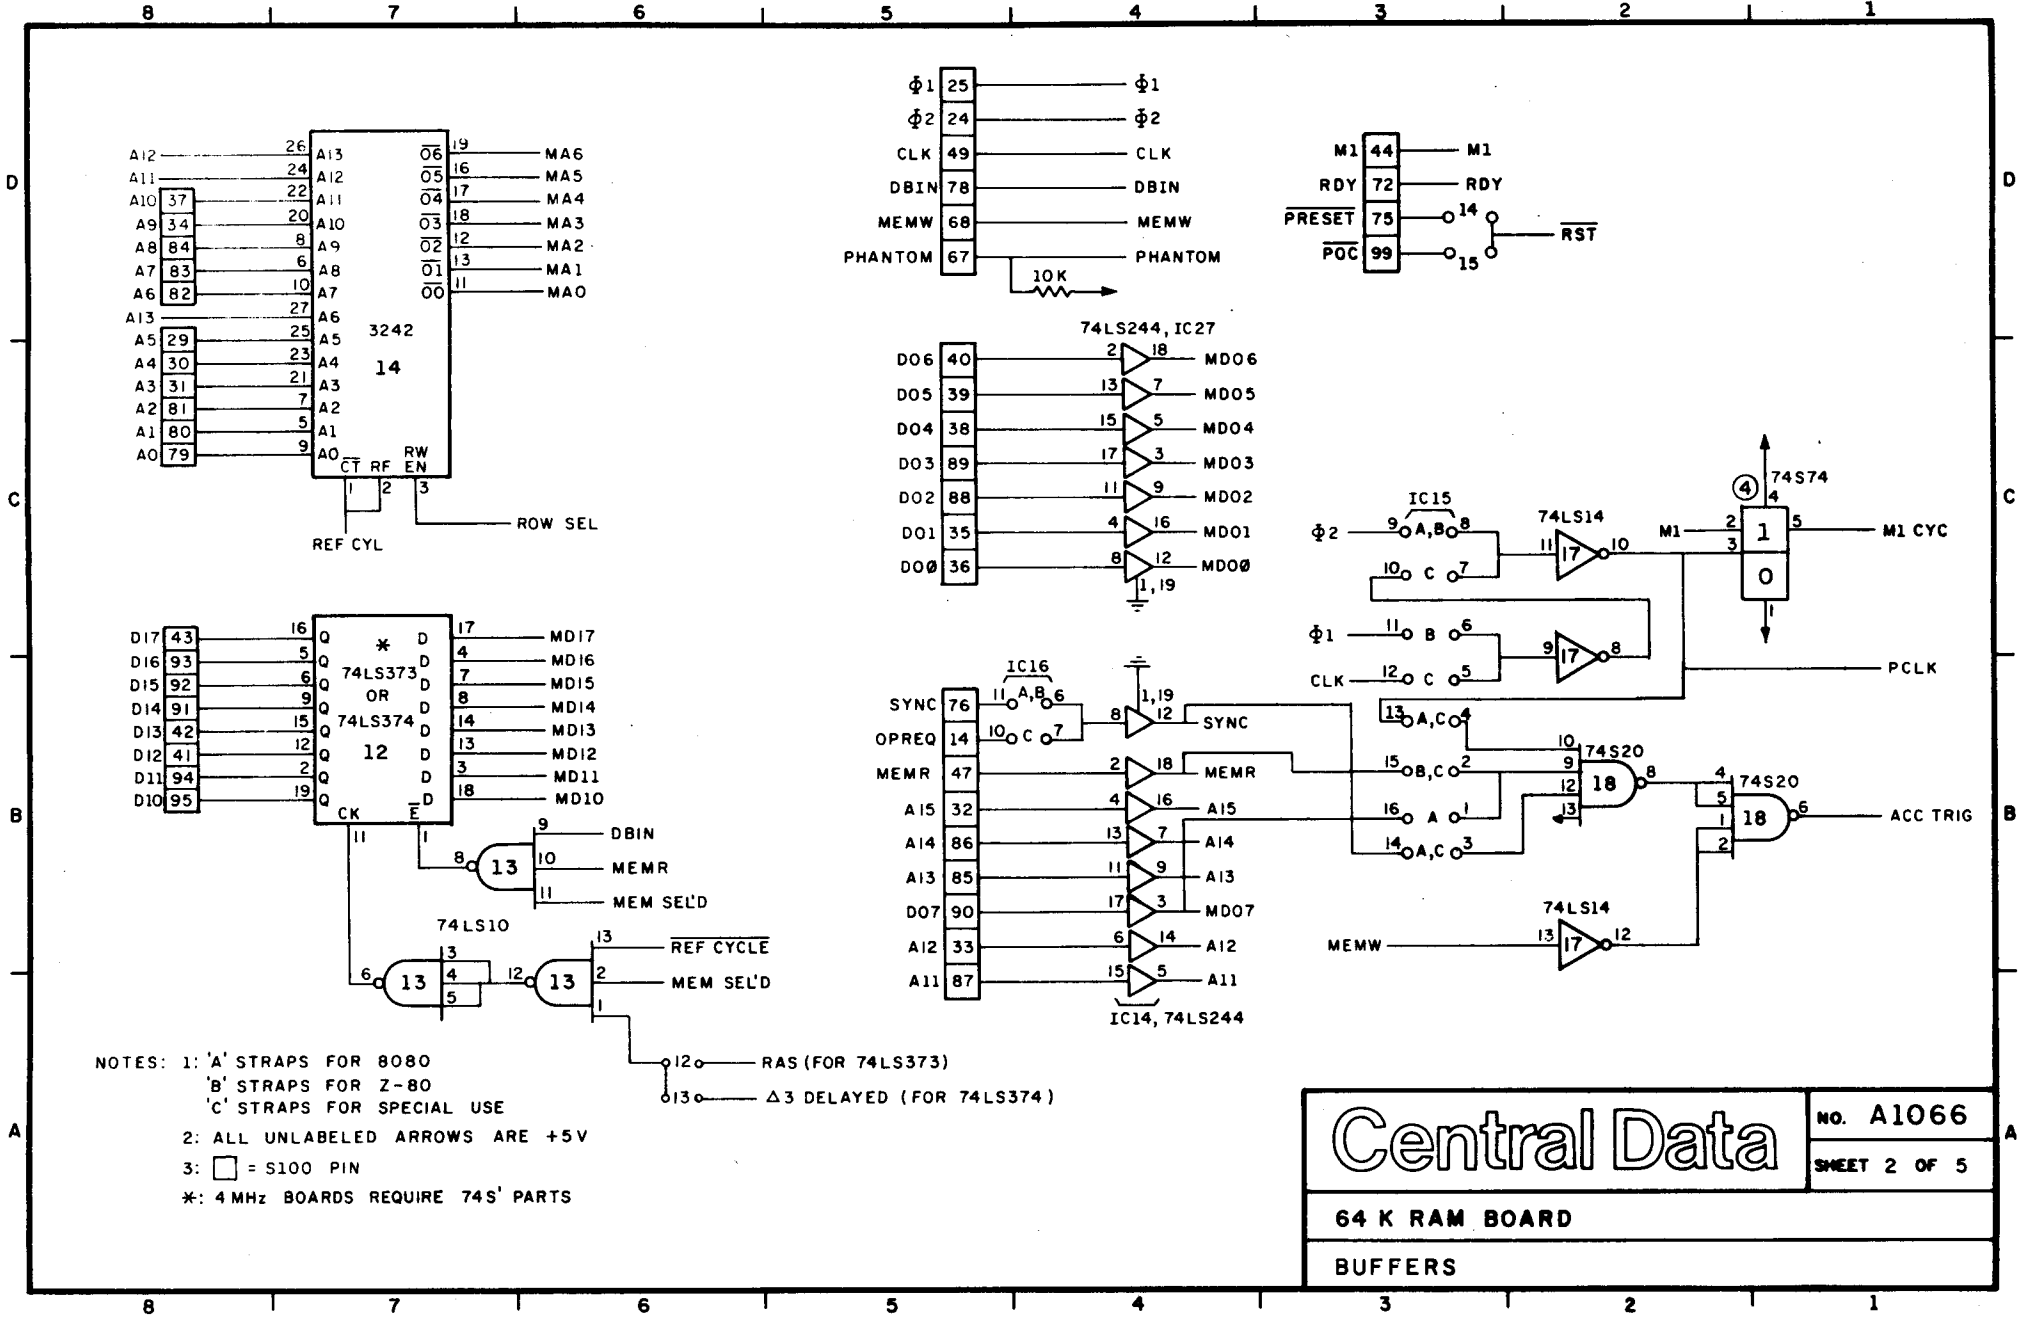 8 7 6 5 4 3 2 1
D
C
B
A
A12 26 A13 O6 19 MA6
A11 24 A12 O5 16 MA5
A10 37 22 A11 O4 17 MA4
A9 34 20 A10 O3 18 MA3
A8 84 8 A9 O2 12 MA2
A7 83 6 A8 O1 13 MA1
A6 82 10 A7 O0 11 MA0
A13 27 A6
A5 29 25 A5
A4 30 23 A4
A3 31 21 A3
A2 81 7 A2
A1 80 5 A1
A0 79 9 A0
3242
14
CT RF RW EN
1 2 3
ROW SEL
REF CYL
Φ1 25 Φ1
Φ2 24 Φ2
CLK 49 CLK
DBIN 78 DBIN
MEMW 68 MEMW
PHANTOM 67 PHANTOM
10K
M1 44 M1
RDY 72 RDY
PRESET 75 14
POC 99 15
RST
74LS244, IC27
DO6 40 2 18 MDO6
DO5 39 13 7 MDO5
DO4 38 15 5 MDO4
DO3 89 17 3 MDO3
DO2 88 11 9 MDO2
DO1 35 4 16 MDO1
DOØ 36 8 12 MDOØ
1, 19
DI7 43 16 Q D 17 MDI7
DI6 93 5 Q D 4 MDI6
DI5 92 6 Q D 7 MDI5
DI4 91 9 Q D 8 MDI4
DI3 42 15 Q D 14 MDI3
DI2 41 12 Q D 13 MDI2
DI1 94 2 Q D 3 MDI1
DI0 95 19 Q D 18 MDI0
*
74LS373
OR
74LS374
12
CK E
11 1
9 DBIN
8 13 10 MEMR
11 MEM SEL'D
74LS10
6 13 3 4 5
12 13
13 REF CYCLE
2 MEM SEL'D
1
12 RAS (FOR 74LS373)
13 Δ3 DELAYED (FOR 74LS374)
IC16
1, 19
SYNC 76 11 A,B 6 8 12 SYNC
OPREQ 14 10 C 7
MEMR 47 2 18 MEMR
A15 32 4 16 A15
A14 86 13 7 A14
A13 85 11 9 A13
DO7 90 17 3 MDO7
A12 33 6 14 A12
A11 87 15 5 A11
IC14, 74LS244
IC15
Φ2 9 A,B 8
10 C 7
74LS14
11 17 10
4 74S74
4
M1 2 1 5 M1 CYC
3 0
1
Φ1 11 B 6
CLK 12 C 5
9 17 8
PCLK
13 A,C 4
15 B,C 2
16 A 1
14 A,C 3
10 74S20
9 18 8
12
13
4 74S20
5 18 6 ACC TRIG
1
2
74LS14
MEMW 13 17 12
NOTES: 1: 'A' STRAPS FOR 8080
'B' STRAPS FOR Z-80
'C' STRAPS FOR SPECIAL USE
2: ALL UNLABELED ARROWS ARE +5V
3: = S100 PIN
*: 4MHz BOARDS REQUIRE 74S' PARTS
Central Data
NO. A1066
SHEET 2 OF 5
64 K RAM BOARD
BUFFERS
D
C
B
A
8 7 6 5 4 3 2 1